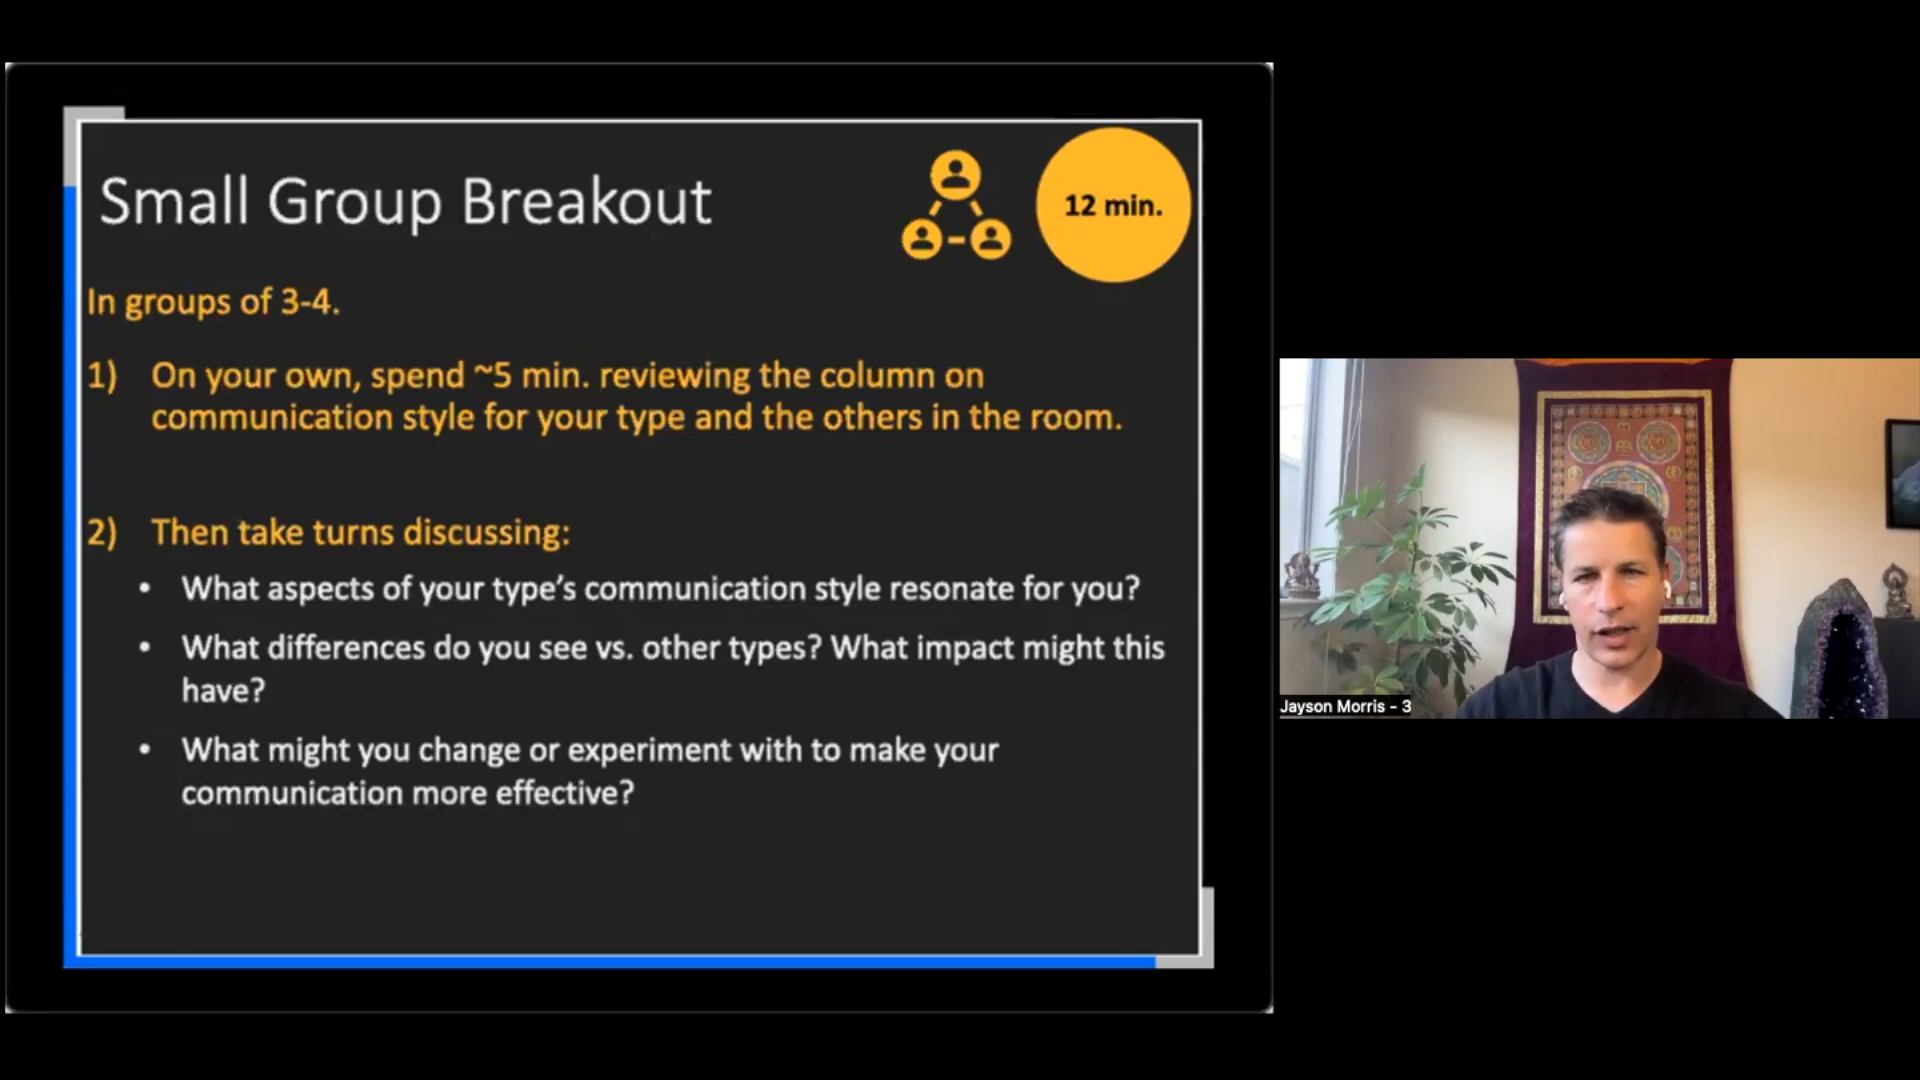 Small Group Breakout
12 min.
In groups of 3-4.
1) On your own, spend ~5 min. reviewing the column on
communication style for your type and the others in the room.
2) Then take turns discussing:
• What aspects of your type's communication style resonate for you?
• What differences do you see vs. other types? What impact might this
have?
• What might you change or experiment with to make your
communication more effective?
Jayson Morris - 3